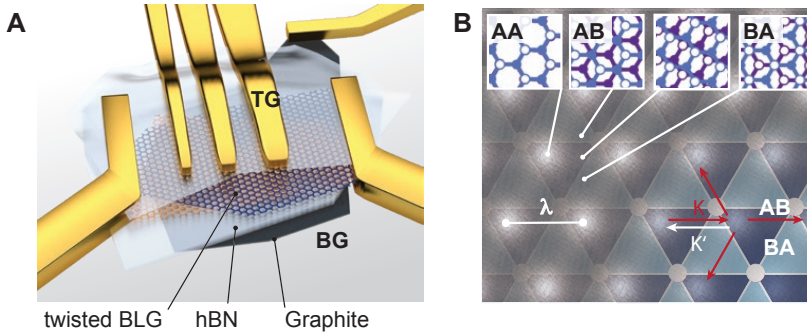 A
TG
BG
twisted BLG
hBN
Graphite
B
AA
AB
BA
λ
K
K'
AB
BA